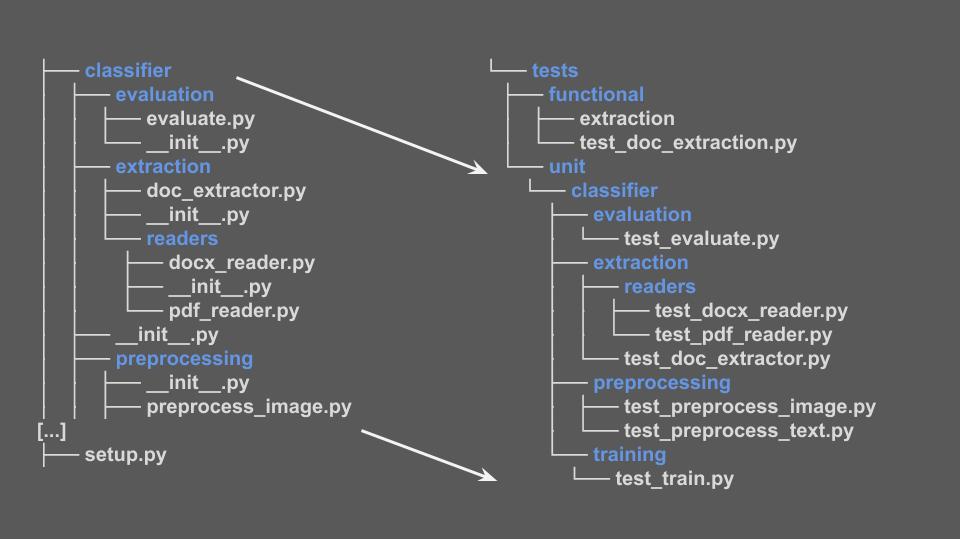 classifier
evaluation
evaluate.py
__init__.py
extraction
doc_extractor.py
__init__.py
readers
docx_reader.py
__init__.py
pdf_reader.py
__init__.py
preprocessing
__init__.py
preprocess_image.py
[...]
setup.py
tests
functional
extraction
test_doc_extraction.py
unit
classifier
evaluation
test_evaluate.py
extraction
readers
test_docx_reader.py
test_pdf_reader.py
test_doc_extractor.py
preprocessing
test_preprocess_image.py
test_preprocess_text.py
training
test_train.py